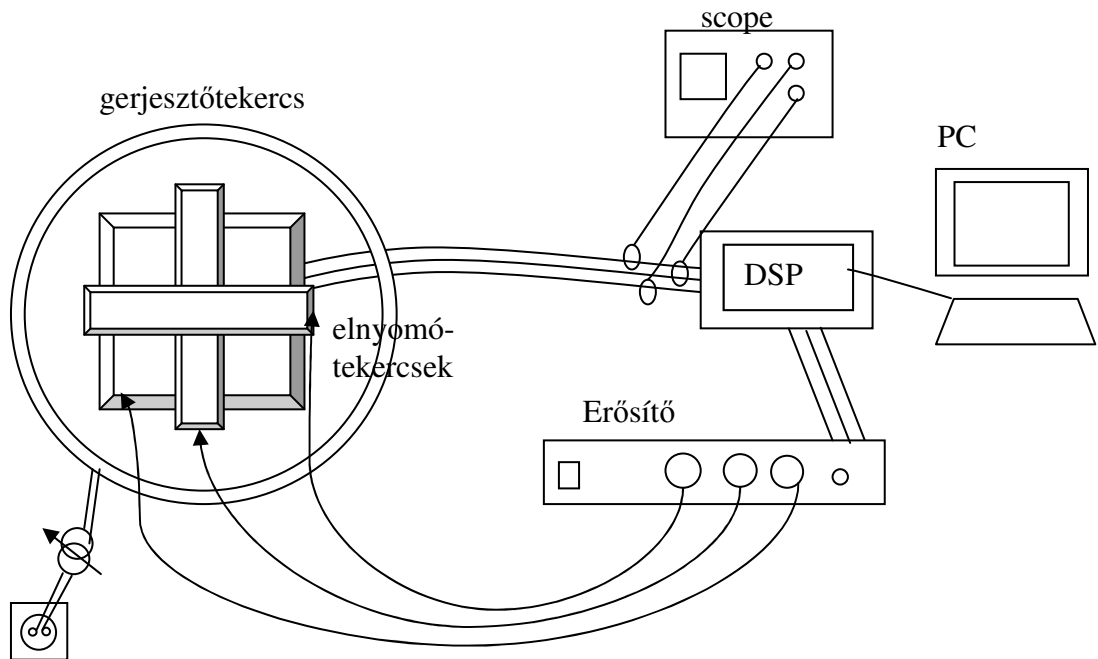 scope
gerjesztőtekercs
PC
DSP
elnyomó-
tekercsek
Erősítő